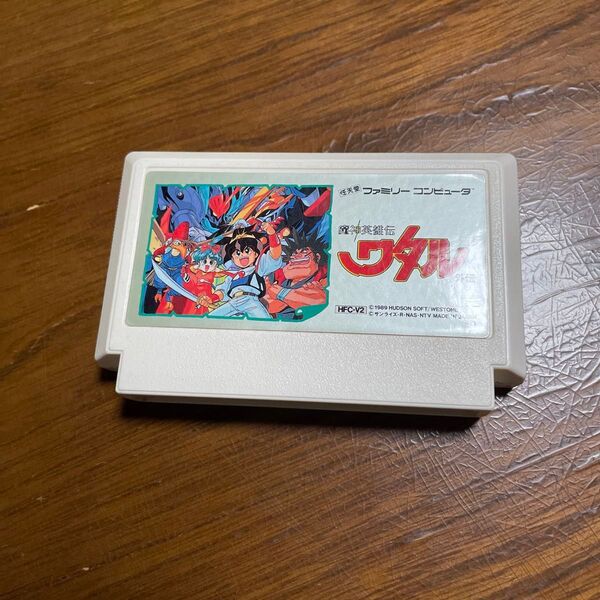 任天堂 ファミリー コンピュータ
神英雄伝
ワタル
外伝
HFC-V2
© 1989 HUDSON SOFT/WESTONE
© サンライズ・R・NAS・NTV MADE IN